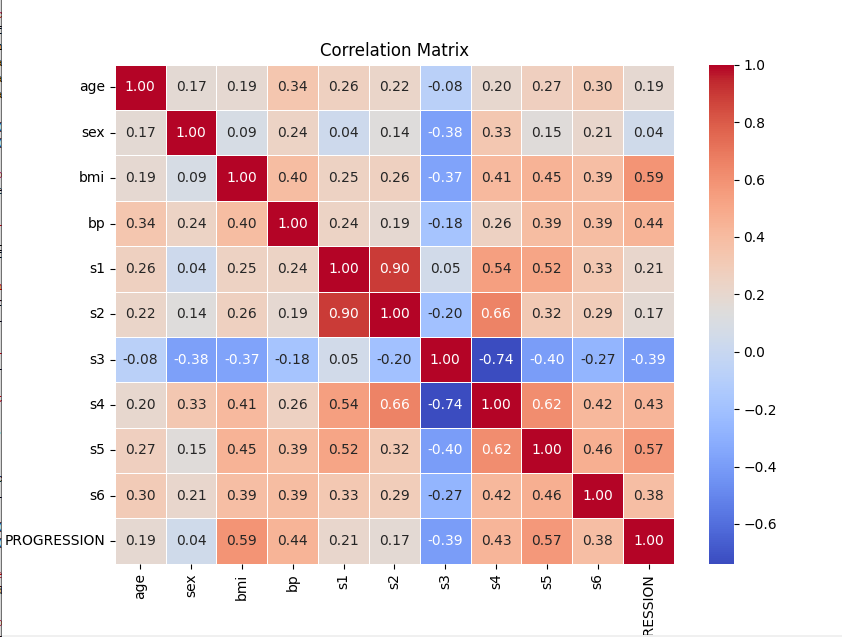 Correlation Matrix
age 1.00 0.17 0.19 0.34 0.26 0.22 -0.08 0.20 0.27 0.30 0.19
sex 0.17 1.00 0.09 0.24 0.04 0.14 -0.38 0.33 0.15 0.21 0.04
bmi 0.19 0.09 1.00 0.40 0.25 0.26 -0.37 0.41 0.45 0.39 0.59
bp 0.34 0.24 0.40 1.00 0.24 0.19 -0.18 0.26 0.39 0.39 0.44
s1 0.26 0.04 0.25 0.24 1.00 0.90 0.05 0.54 0.52 0.33 0.21
s2 0.22 0.14 0.26 0.19 0.90 1.00 -0.20 0.66 0.32 0.29 0.17
s3 -0.08 -0.38 -0.37 -0.18 0.05 -0.20 1.00 -0.74 -0.40 -0.27 -0.39
s4 0.20 0.33 0.41 0.26 0.54 0.66 -0.74 1.00 0.62 0.42 0.43
s5 0.27 0.15 0.45 0.39 0.52 0.32 -0.40 0.62 1.00 0.46 0.57
s6 0.30 0.21 0.39 0.39 0.33 0.29 -0.27 0.42 0.46 1.00 0.38
PROGRESSION 0.19 0.04 0.59 0.44 0.21 0.17 -0.39 0.43 0.57 0.38 1.00
age sex bmi bp s1 s2 s3 s4 s5 s6 RESSION
1.0
0.8
0.6
0.4
0.2
0.0
−0.2
−0.4
−0.6